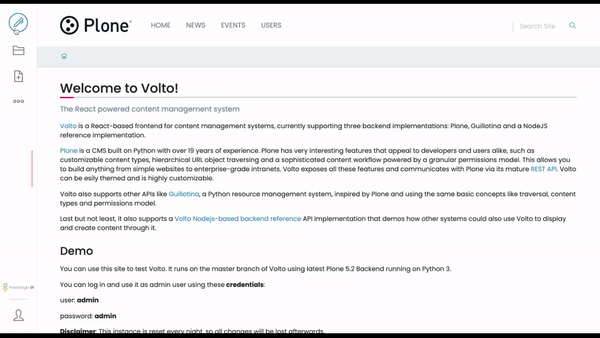 Plone
HOME NEWS EVENTS USERS
Search Site
Welcome to Volto!
The React powered content management system
Volto is a React-based frontend for content management systems, currently supporting three backend implementations: Plone, Guillotina and a NodeJS
reference implementation.
Plone is a CMS built on Python with over 19 years of experience. Plone has very interesting features that appeal to developers and users alike, such as
customizable content types, hierarchical URL object traversing and a sophisticated content workflow powered by a granular permissions model. This allows you
to build anything from simple websites to enterprise-grade intranets. Volto exposes all these features and communicates with Plone via its mature REST API. Volto
can be easily themed and is highly customizable.
Volto also supports other APIs like Guillotina, a Python resource management system, inspired by Plone and using the same basic concepts like traversal, content
types and permissions model.
Last but not least, it also supports a Volto Nodejs-based backend reference API implementation that demos how other systems could also use Volto to display
and create content through it.
Demo
You can use this site to test Volto. It runs on the master branch of Volto using latest Plone 5.2 Backend running on Python 3.
You can log in and use it as admin user using these credentials:
user: admin
password: admin
Disclaimer: This instance is reset every night, so all changes will be lost afterwards.